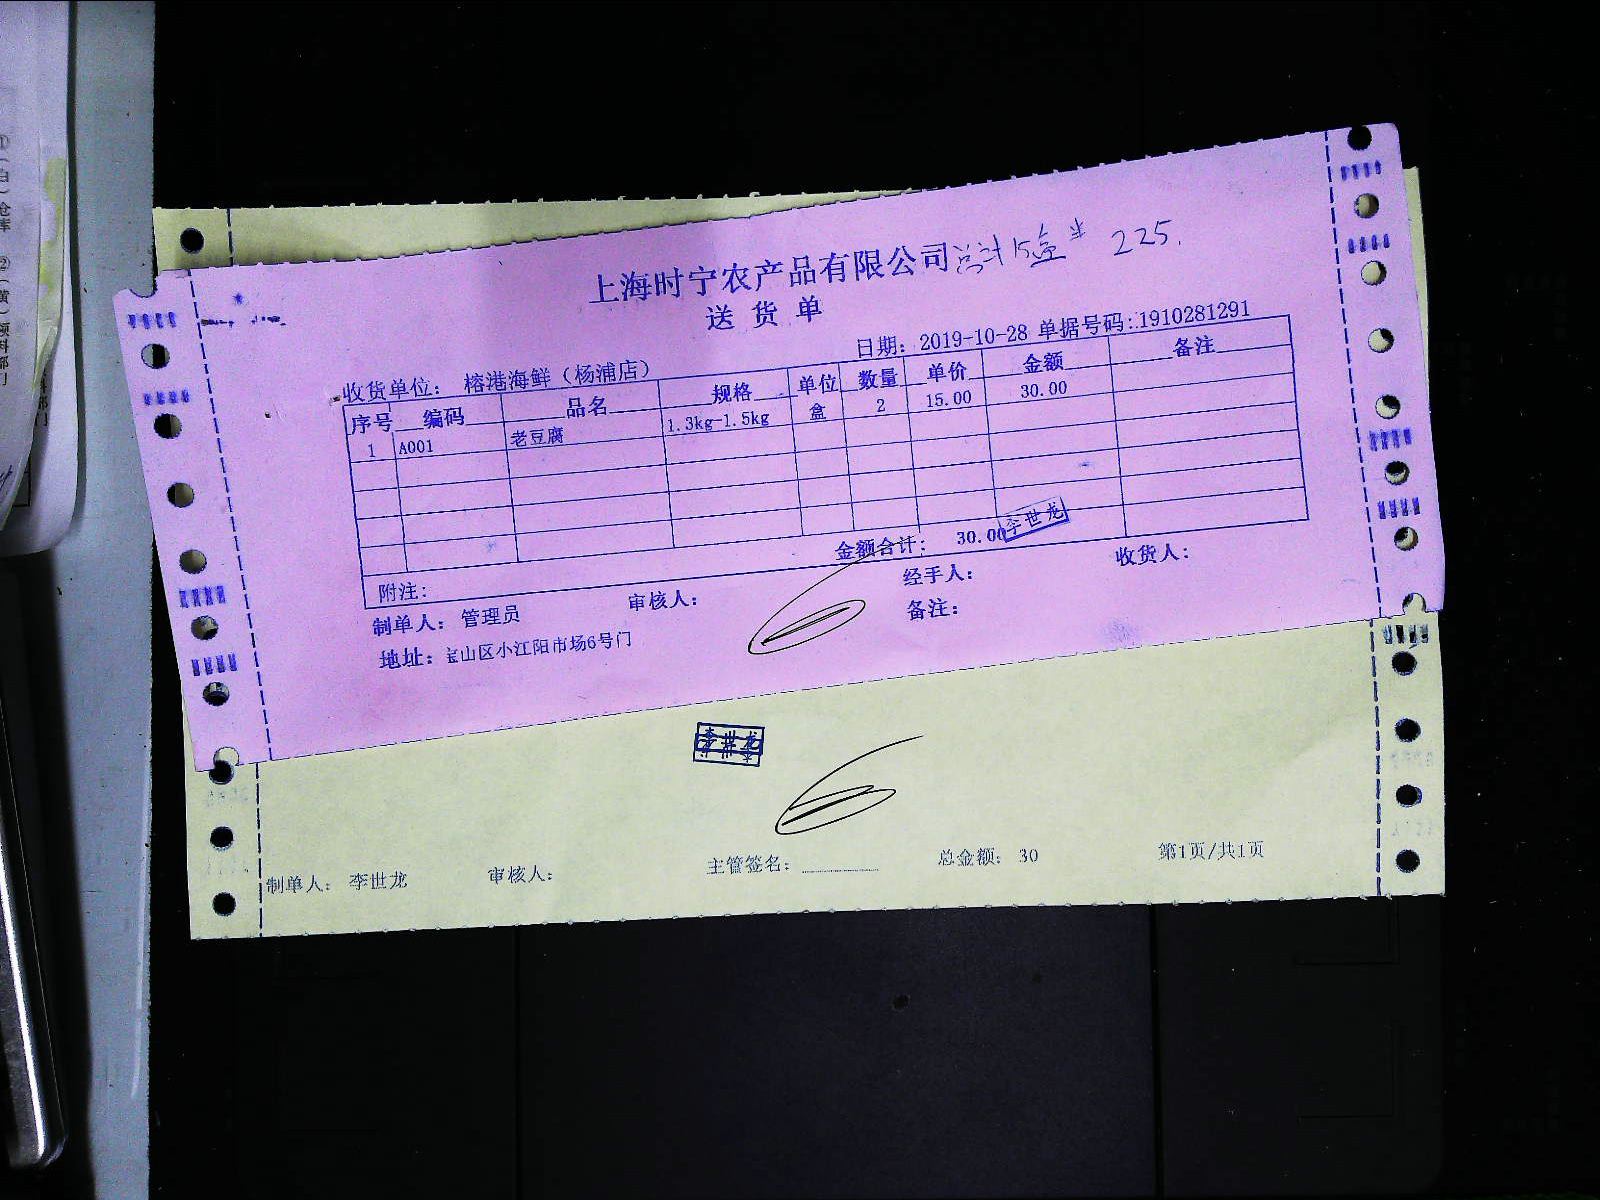 上海时宁农产品有限公司 总计15盒 225.
送 货 单
日期: 2019-10-28 单据号码:1910281291
收货单位: 榕港海鲜（杨浦店）
序号 编码 品名 规格 单位 数量 单价 金额 备注
1 A001 老豆腐 1.3kg-1.5kg 盒 2 15.00 30.00
金额合计: 30.00 李世龙
附注:
制单人: 管理员 审核人: 经手人: 收货人:
地址: 宝山区小江阳市场6号门 备注:
李世龙
制单人: 李世龙 审核人: 主管签名: 总金额: 30 第1页/共1页